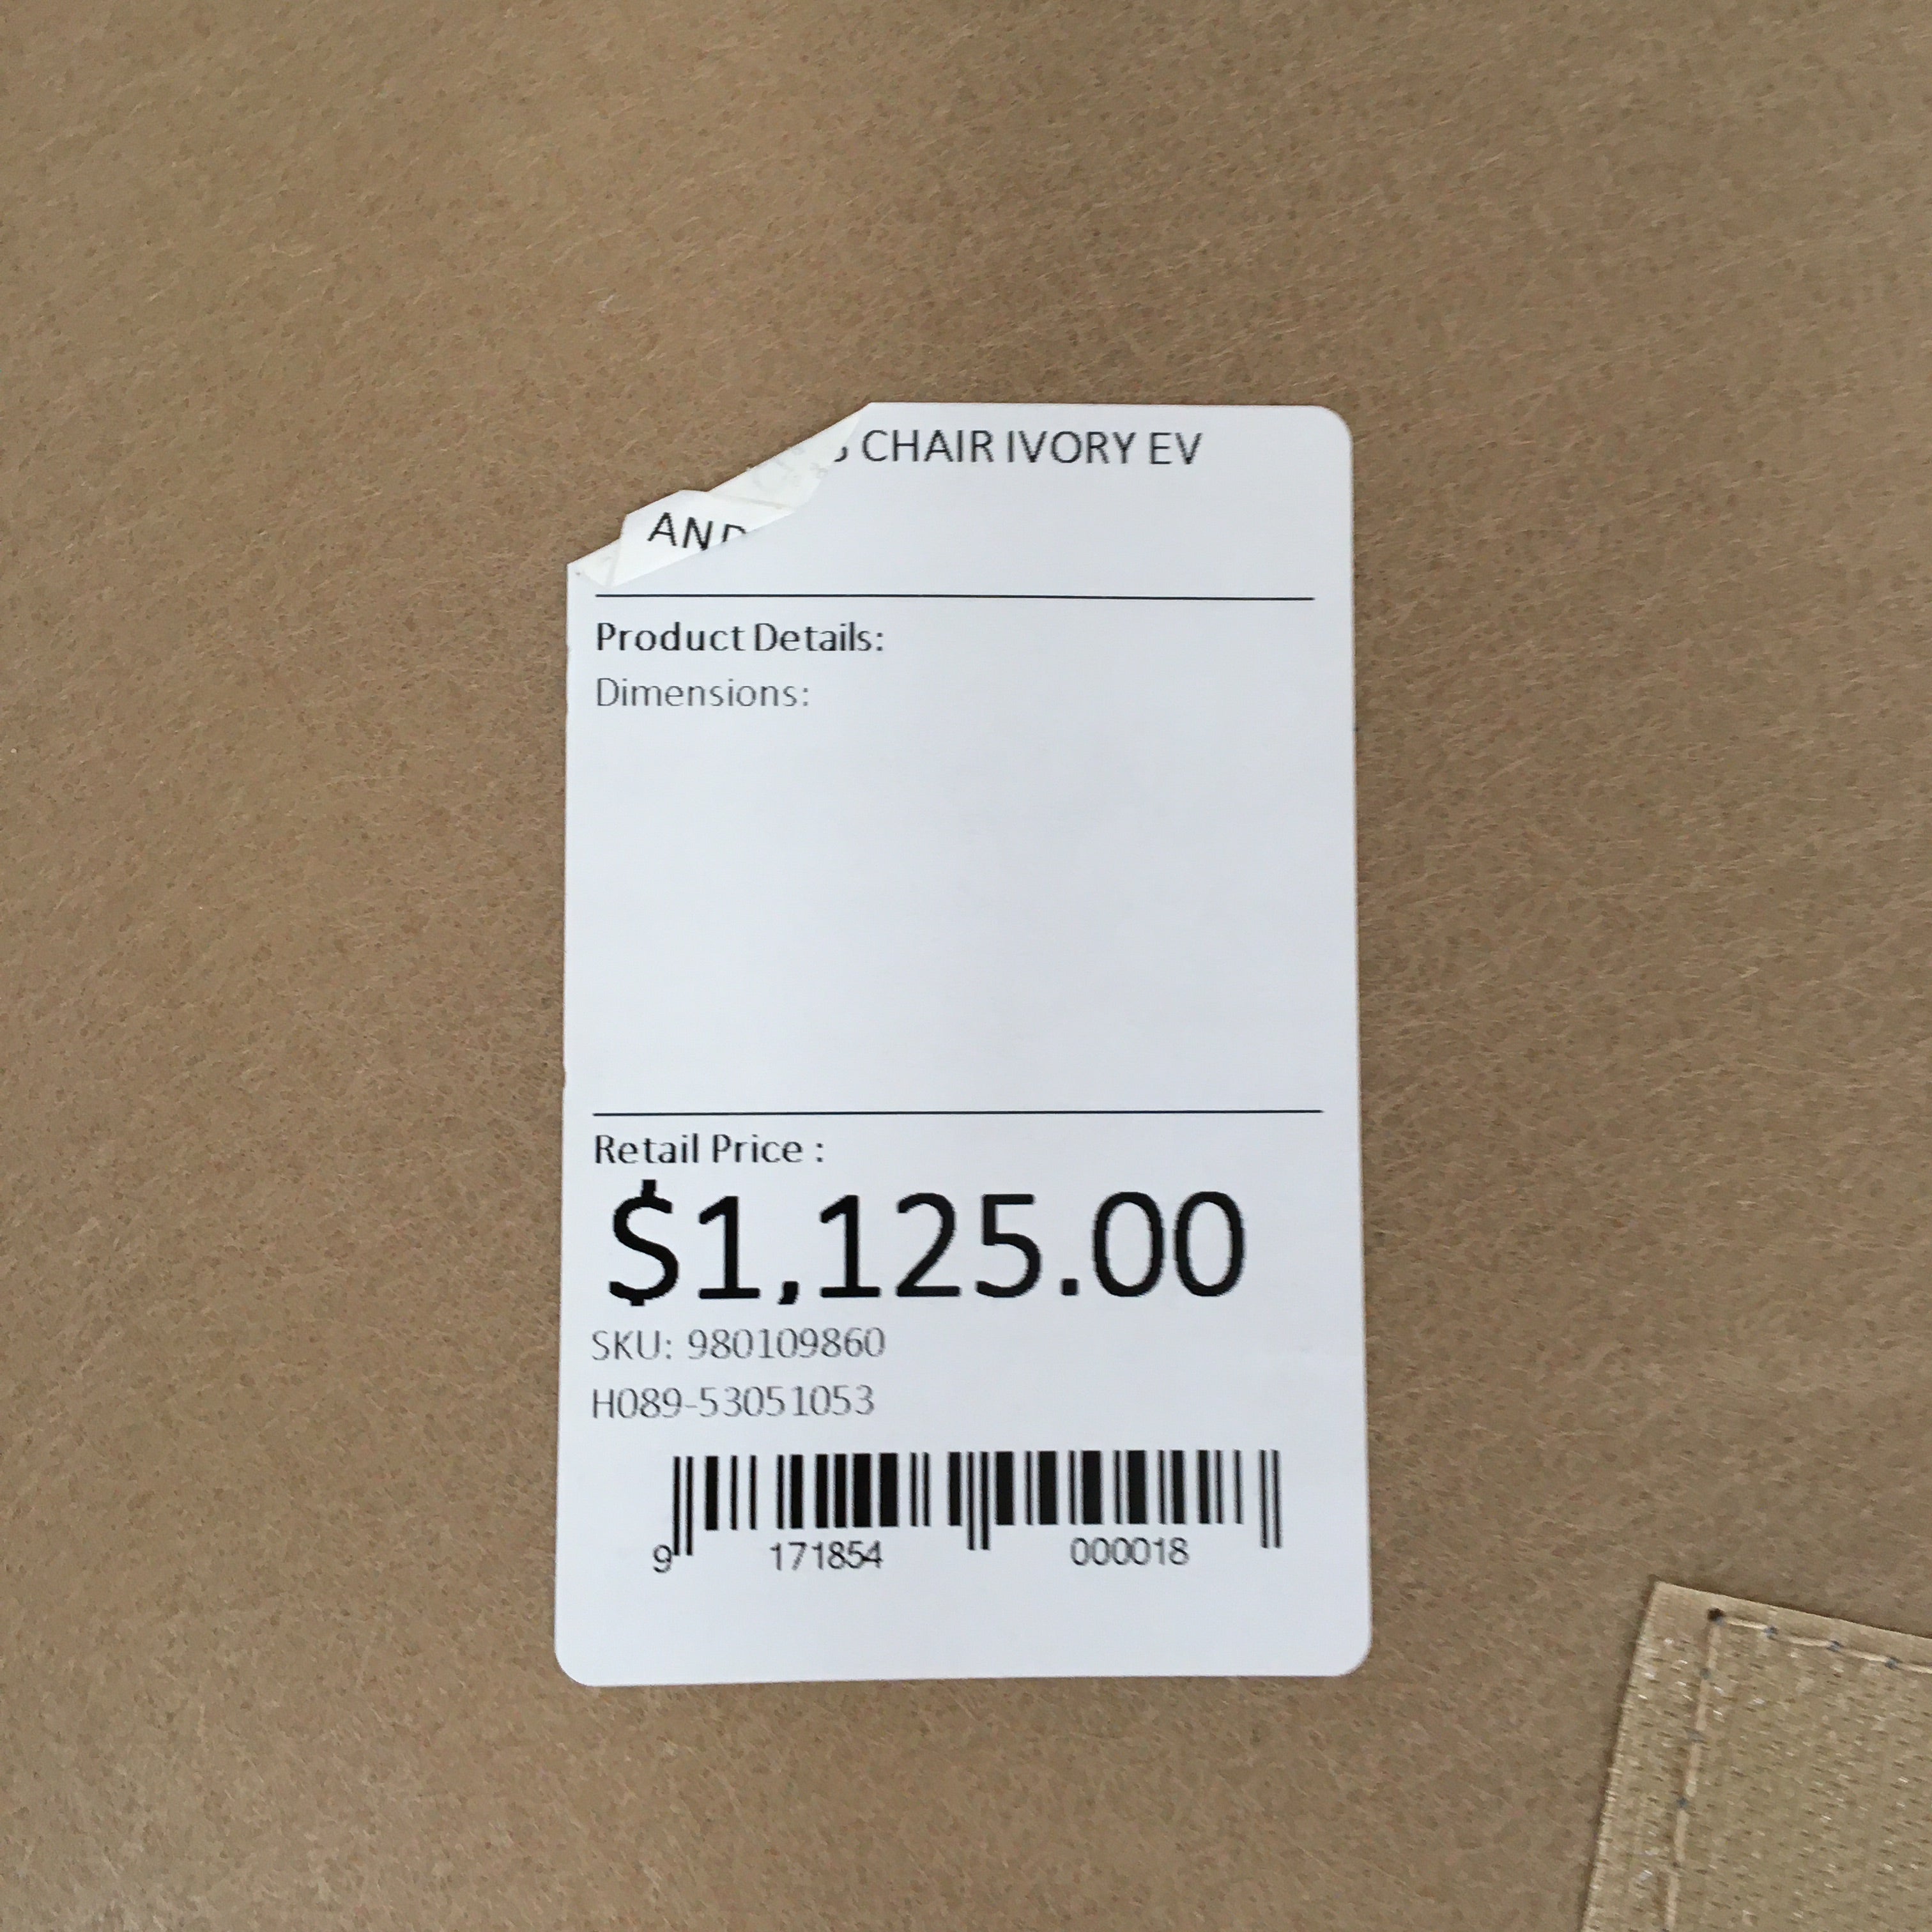 CHAIR IVORY EV
Product Details:
Dimensions:
Retail Price :
$1,125.00
SKU: 980109860
H089-53051053
9 171854 000018